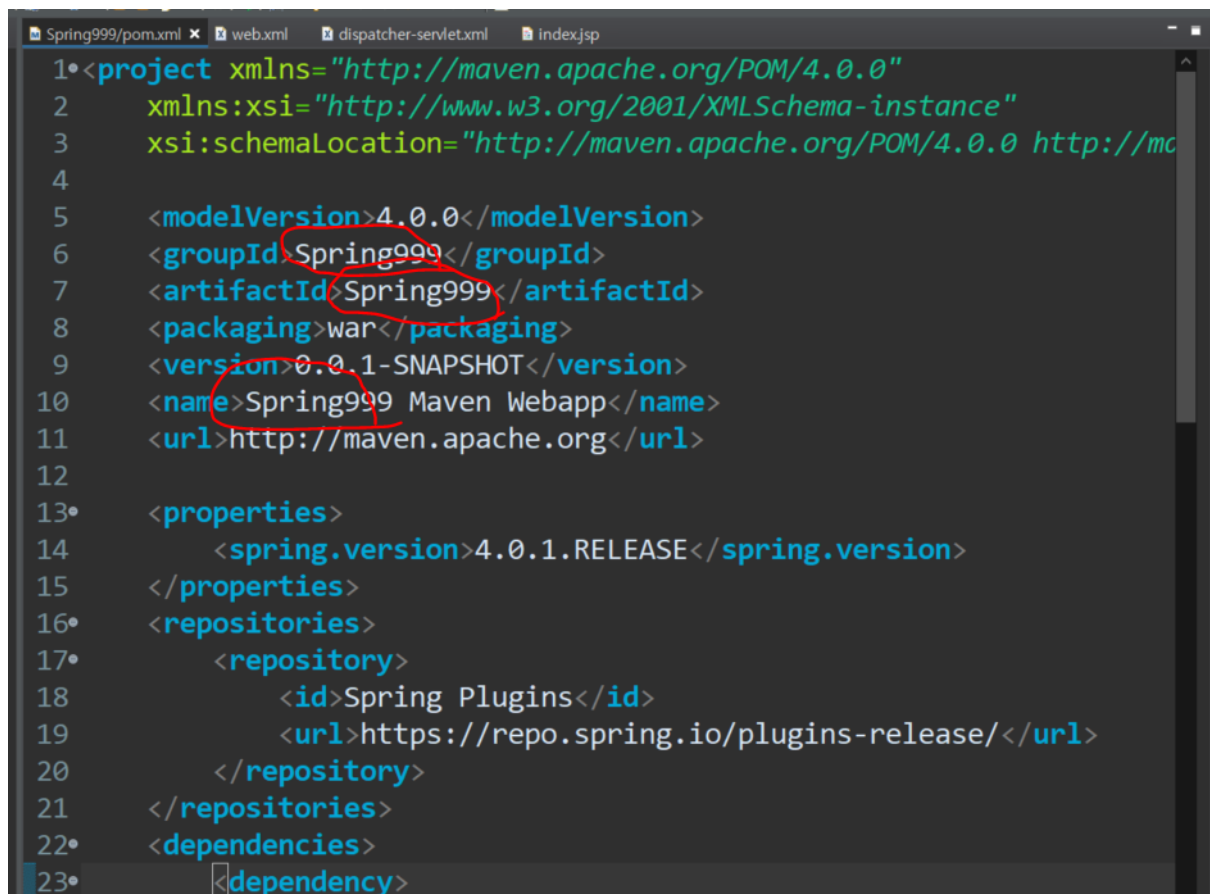 Spring999/pom.xml web.xml dispatcher-servlet.xml index.jsp
1 <project xmlns="http://maven.apache.org/POM/4.0.0"
2 xmlns:xsi="http://www.w3.org/2001/XMLSchema-instance"
3 xsi:schemaLocation="http://maven.apache.org/POM/4.0.0 http://ma
4
5 <modelVersion>4.0.0</modelVersion>
6 <groupId>Spring999</groupId>
7 <artifactId>Spring999</artifactId>
8 <packaging>war</packaging>
9 <version>0.0.1-SNAPSHOT</version>
10 <name>Spring999 Maven Webapp</name>
11 <url>http://maven.apache.org</url>
12
13 <properties>
14 <spring.version>4.0.1.RELEASE</spring.version>
15 </properties>
16 <repositories>
17 <repository>
18 <id>Spring Plugins</id>
19 <url>https://repo.spring.io/plugins-release/</url>
20 </repository>
21 </repositories>
22 <dependencies>
23 <dependency>